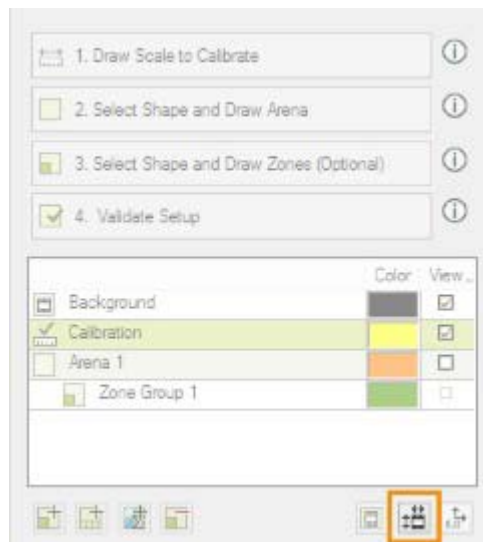 1. Draw Scale to Calibrate
2. Select Shape and Draw Arena
3. Select Shape and Draw Zones (Optional)
4. Validate Setup
Color View..
Background
Calibration
Arena 1
Zone Group 1